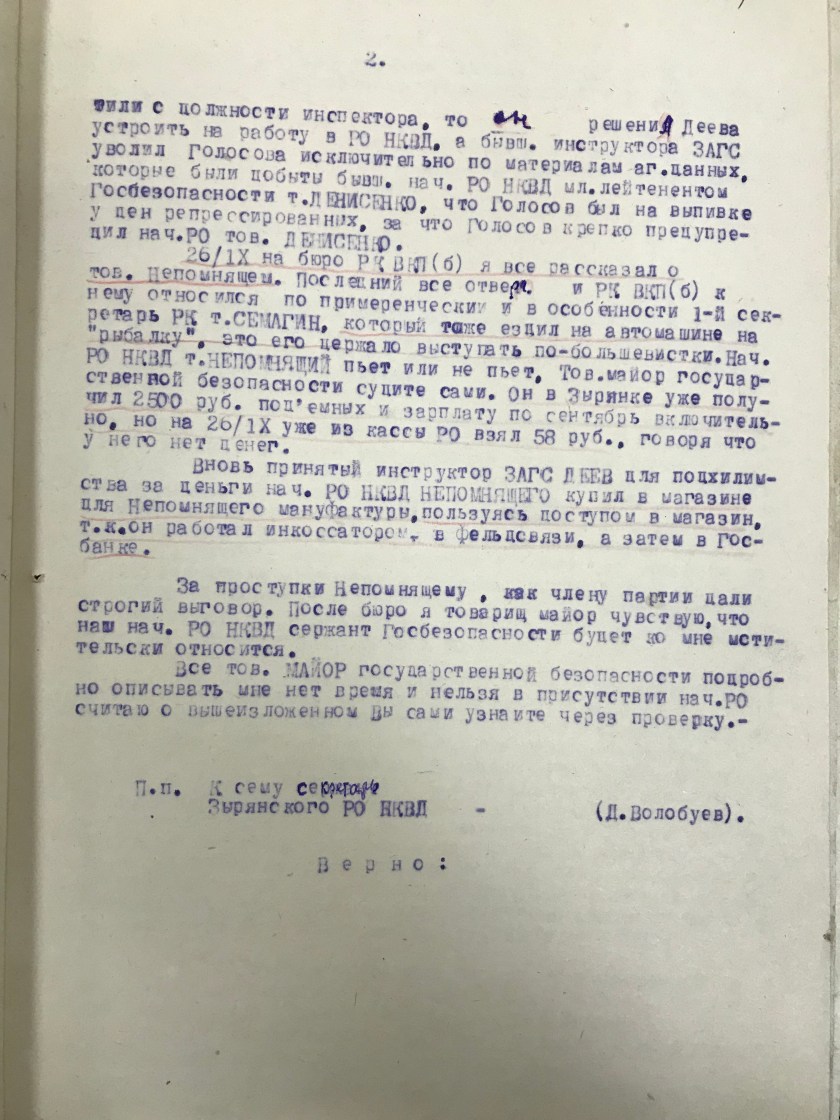 2.
тили с должности инспектора, то он решения Деева
устроить на работу в РО НКВД, а бывш. инструктора ЗАГС
уволил Голосова исключительно по материалам аг.данных,
которые были добыты бывш. нач. РО НКВД мл.лейтенентом
Госбезопасности т.ДЕНИСЕНКО, что Голосов был на выпивке
у цен репрессированных, за что Голосов крепко предупре-
дил нач.РО тов. ДЕНИСЕНКО.
26/IX на бюро РК ВКП(б) я все рассказал о
тов. Непомнящем. Последний все отверг и РК ВКП(б) к
нему относился по примеренчески и в особенности 1-й сек-
ретарь РК т.СЕМАГИН, который тоже ездил на автомашине на
"рыбалку", это его держало выступать по-большевистки.Нач.
РО НКВД т.НЕПОМНЯЩИЙ пьет или не пьет, Тов.майор государ-
ственной безопасности судите сами. Он в Зырянке уже полу-
чил 2500 руб. под'емных и зарплату по сентябрь включитель-
но, но на 26/IX уже из кассы РО взял 58 руб., говоря что
у него нет денег.
Вновь принятый инструктор ЗАГС ДЕЕВ для подхилим-
ства за деньги нач. РО НКВД НЕПОМНЯЩЕГО купил в магазине
для Непомнящего мануфактуры,пользуясь доступом в магазин,
т.к.он работал инкоссатором, в фельдсвязи, а затем в Гос-
банке.
За проступки Непомнящему , как члену партии дали
строгий выговор. После бюро я товарищ майор чувствую,что
наш нач. РО НКВД сержант Госбезопасности будет ко мне мсти-
тельски относится.
Все тов. МАЙОР государственной безопасности подроб-
но описывать мне нет время и нельзя в присутствии нач.РО
считаю о вышеизложенном Вы сами узнаите через проверку.-
П.п. К сему секретарь
Зырянского РО НКВД - (Д.Волобуев).
Верно: